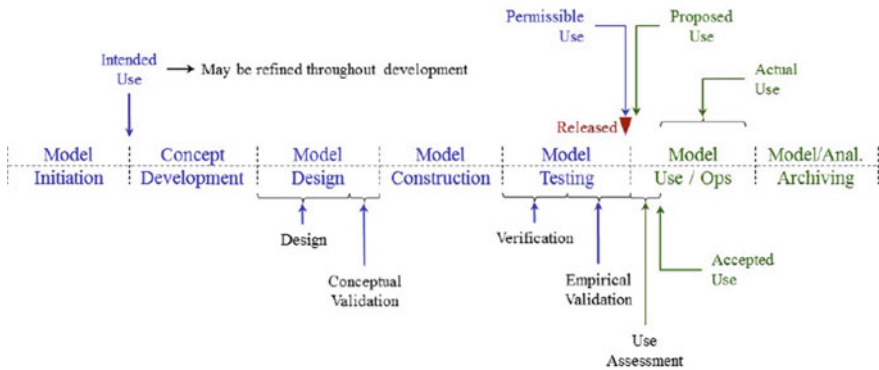 Permissible
Use
Proposed
Use
Intended
Use
May be refined throughout development
Actual
Use
Released
Model
Initiation
Concept
Development
Model
Design
Model
Construction
Model
Testing
Model
Use / Ops
Model/Anal.
Archiving
Design
Verification
Conceptual
Validation
Empirical
Validation
Accepted
Use
Use
Assessment